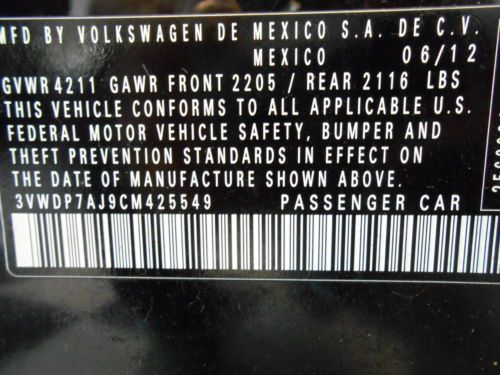 MFD BY VOLKSWAGEN DE MEXICO S.A. DE C.V.
MEXICO 06/12
GVWR 4211 GAWR FRONT 2205 / REAR 2116 LBS
THIS VEHICLE CONFORMS TO ALL APPLICABLE U.S.
FEDERAL MOTOR VEHICLE SAFETY, BUMPER AND
THEFT PREVENTION STANDARDS IN EFFECT ON
THE DATE OF MANUFACTURE SHOWN ABOVE.
3VWDP7AJ9CM425549 PASSENGER CAR